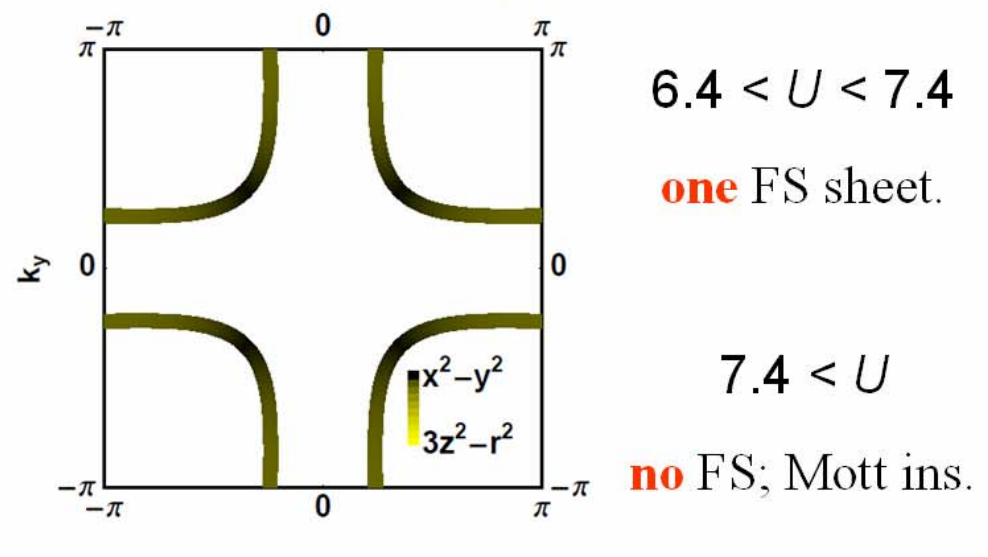 −π 0 π
π π
6.4 < U < 7.4
one FS sheet.
k_y 0 0
x²−y²
3z²−r²
7.4 < U
no FS; Mott ins.
−π −π
−π 0 π